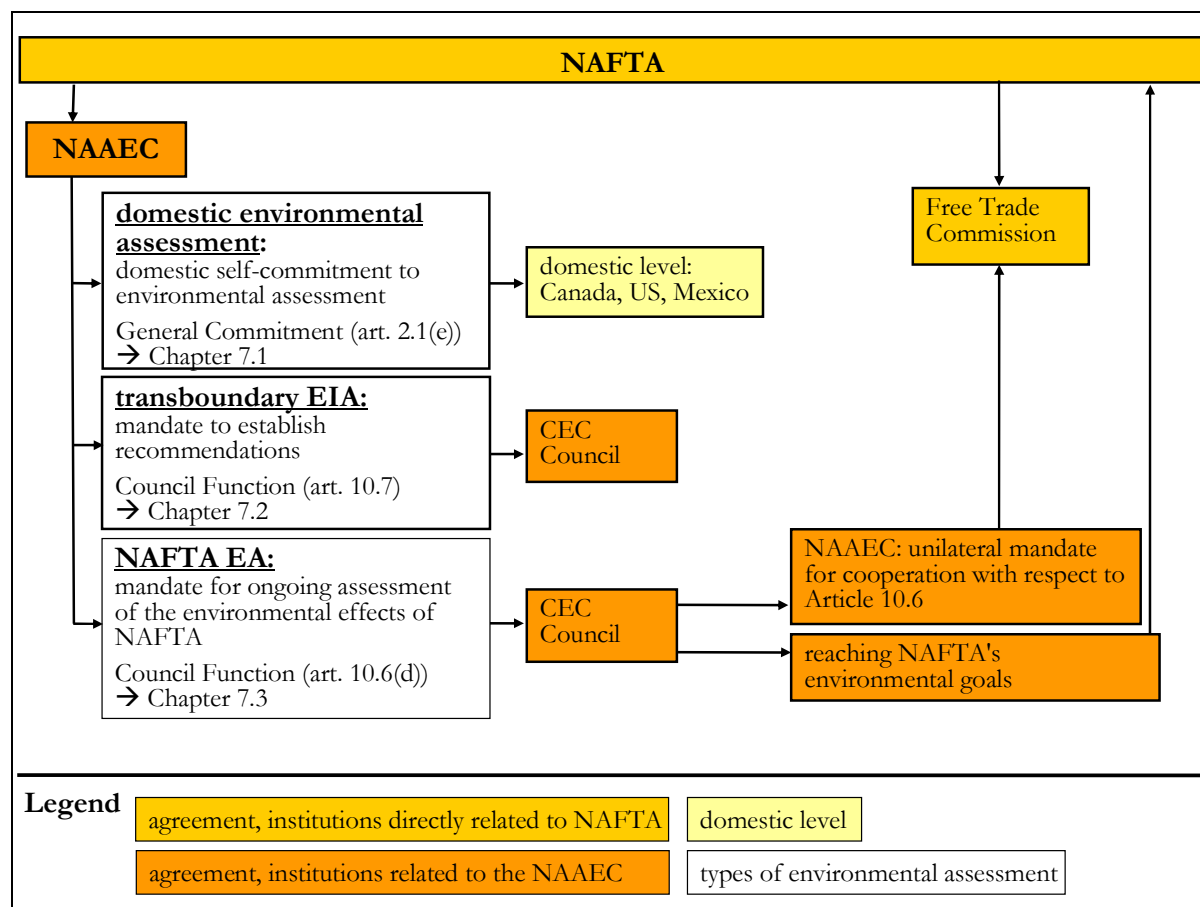 NAFTA
NAAEC
domestic environmental
assessment:
domestic self-commitment to
environmental assessment
General Commitment (art. 2.1(e))
→ Chapter 7.1
domestic level:
Canada, US, Mexico
Free Trade
Commission
transboundary EIA:
mandate to establish
recommendations
Council Function (art. 10.7)
→ Chapter 7.2
CEC
Council
NAFTA EA:
mandate for ongoing assessment
of the environmental effects of
NAFTA
Council Function (art. 10.6(d))
→ Chapter 7.3
CEC
Council
NAAEC: unilateral mandate
for cooperation with respect to
Article 10.6
reaching NAFTA's
environmental goals
Legend
agreement, institutions directly related to NAFTA
domestic level
agreement, institutions related to the NAAEC
types of environmental assessment